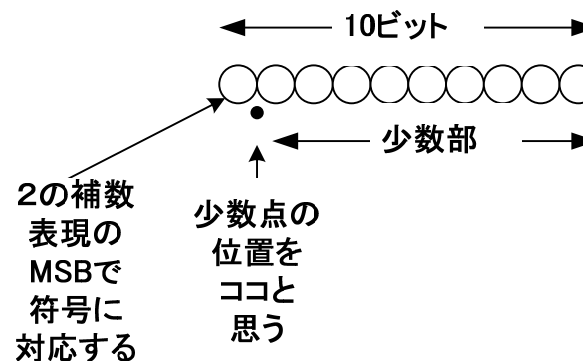 10ビット
少数部
２の補数
表現の
MSBで
符号に
対応する
少数点の
位置を
ココと
思う